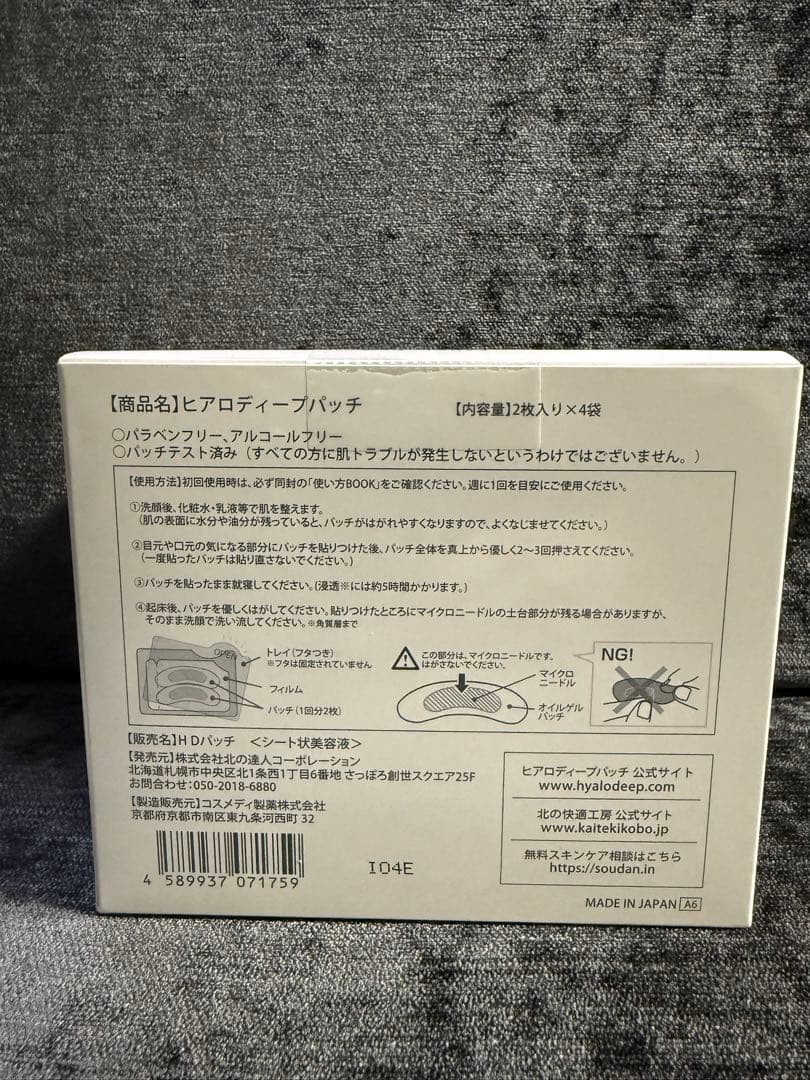 【商品名】ヒアロディープパッチ
【内容量】2枚入り×4袋
○パラベンフリー、アルコールフリー
○パッチテスト済み（すべての方に肌トラブルが発生しないというわけではございません。）
【使用方法】初回使用時は、必ず同封の「使い方BOOK」をご確認ください。週に1回を目安にご使用ください。
①洗顔後、化粧水・乳液等で肌を整えます。
（肌の表面に水分や油分が残っていると、パッチがはがれやすくなりますので、よくなじませてください。）
②目元や口元の気になる部分にパッチを貼りつけた後、パッチ全体を真上から優しく2〜3回押さえてください。
（一度貼ったパッチは貼り直さないでください。）
③パッチを貼ったまま就寝してください。(浸透※には約5時間かかります。)
④起床後、パッチを優しくはがしてください。貼りつけたところにマイクロニードルの土台部分が残る場合がありますが、
そのまま洗顔で洗い流してください。※角質層まで
OPEN
トレイ（フタつき）
※フタは固定されていません
フィルム
パッチ（1回分2枚）
この部分は、マイクロニードルです。
はがさないでください。
マイクロ
ニードル
オイルゲル
パッチ
NG!
【販売名】H Dパッチ ＜シート状美容液＞
【発売元】株式会社北の達人コーポレーション
北海道札幌市中央区北1条西1丁目6番地 さっぽろ創世スクエア25F
お問合わせ:050-2018-6880
【製造販売元】コスメディ製薬株式会社
京都府京都市南区東九条河西町 32
ヒアロディープパッチ 公式サイト
www.hyalodeep.com
北の快適工房 公式サイト
www.kaitekikobo.jp
無料スキンケア相談はこちら
https://soudan.in
4 589937 071759
I04E
MADE IN JAPAN A6